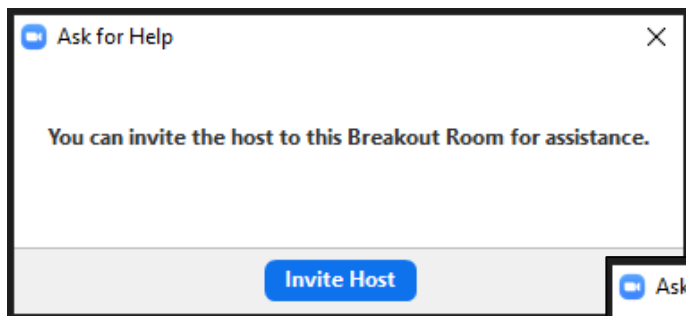 Ask for Help
You can invite the host to this Breakout Room for assistance.
Invite Host
Ask